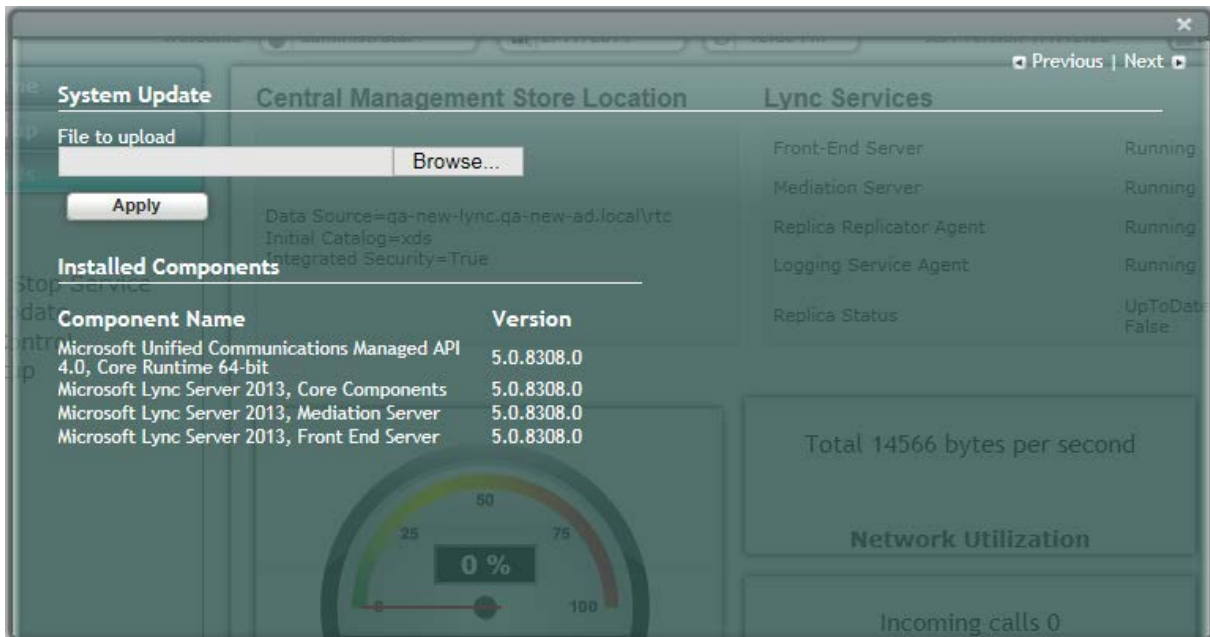 Previous | Next
System Update
File to upload
Browse...
Apply
Installed Components
Component Name Version
Microsoft Unified Communications Managed API
4.0, Core Runtime 64-bit 5.0.8308.0
Microsoft Lync Server 2013, Core Components 5.0.8308.0
Microsoft Lync Server 2013, Mediation Server 5.0.8308.0
Microsoft Lync Server 2013, Front End Server 5.0.8308.0
Central Management Store Location
Data Source=qa-new-lync.qa-new-ad.local\rtc
Initial Catalog=xds
Integrated Security=True
Lync Services
Front-End Server Running
Mediation Server Running
Replica Replicator Agent Running
Logging Service Agent Running
Replica Status UpToDate
False
Stop Service
0 25 50 75 100
0 %
Total 14566 bytes per second
Network Utilization
Incoming calls 0